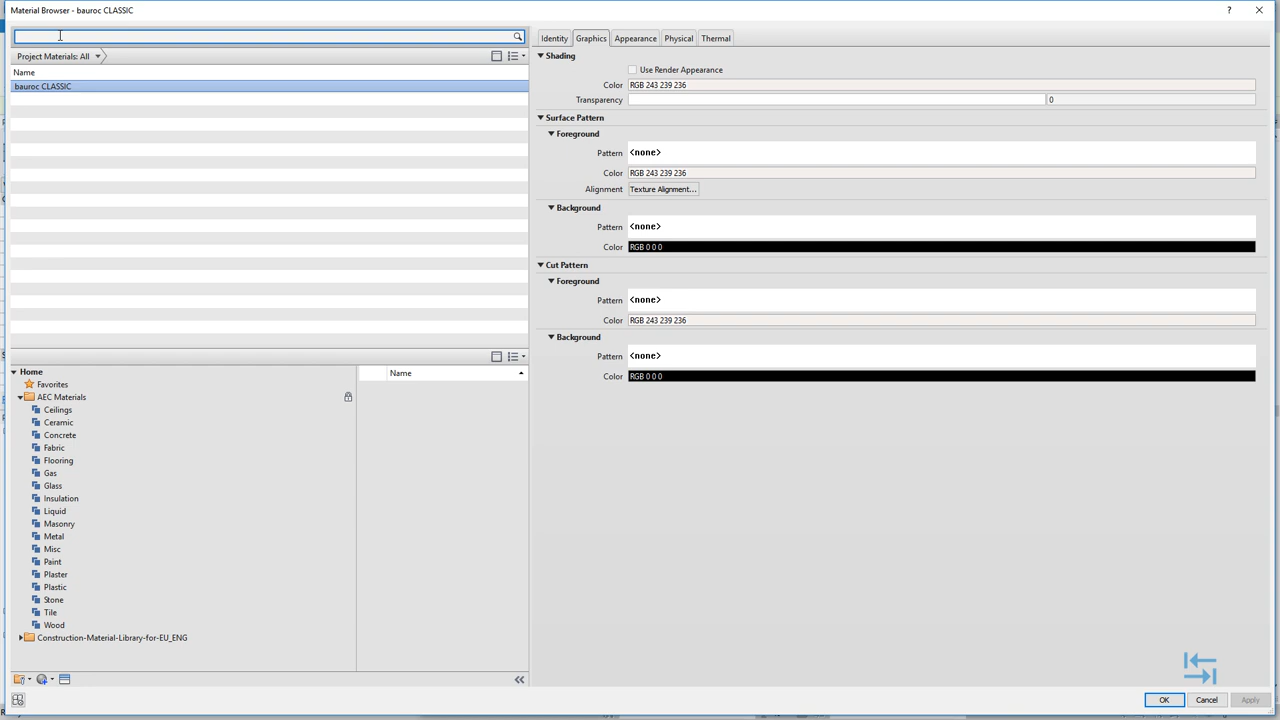 Material Browser - bauroc CLASSIC
?
Project Materials: All
Name
bauroc CLASSIC
Home
Favorites
AEC Materials
Ceilings
Ceramic
Concrete
Fabric
Flooring
Gas
Glass
Insulation
Liquid
Masonry
Metal
Misc
Paint
Plaster
Plastic
Stone
Tile
Wood
Construction-Material-Library-for-EU_ENG
Name
Identity Graphics Appearance Physical Thermal
Shading
Use Render Appearance
Color RGB 243 239 236
Transparency 0
Surface Pattern
Foreground
Pattern <none>
Color RGB 243 239 236
Alignment Texture Alignment...
Background
Pattern <none>
Color RGB 0 0 0
Cut Pattern
Foreground
Pattern <none>
Color RGB 243 239 236
Background
Pattern <none>
Color RGB 0 0 0
OK Cancel Apply